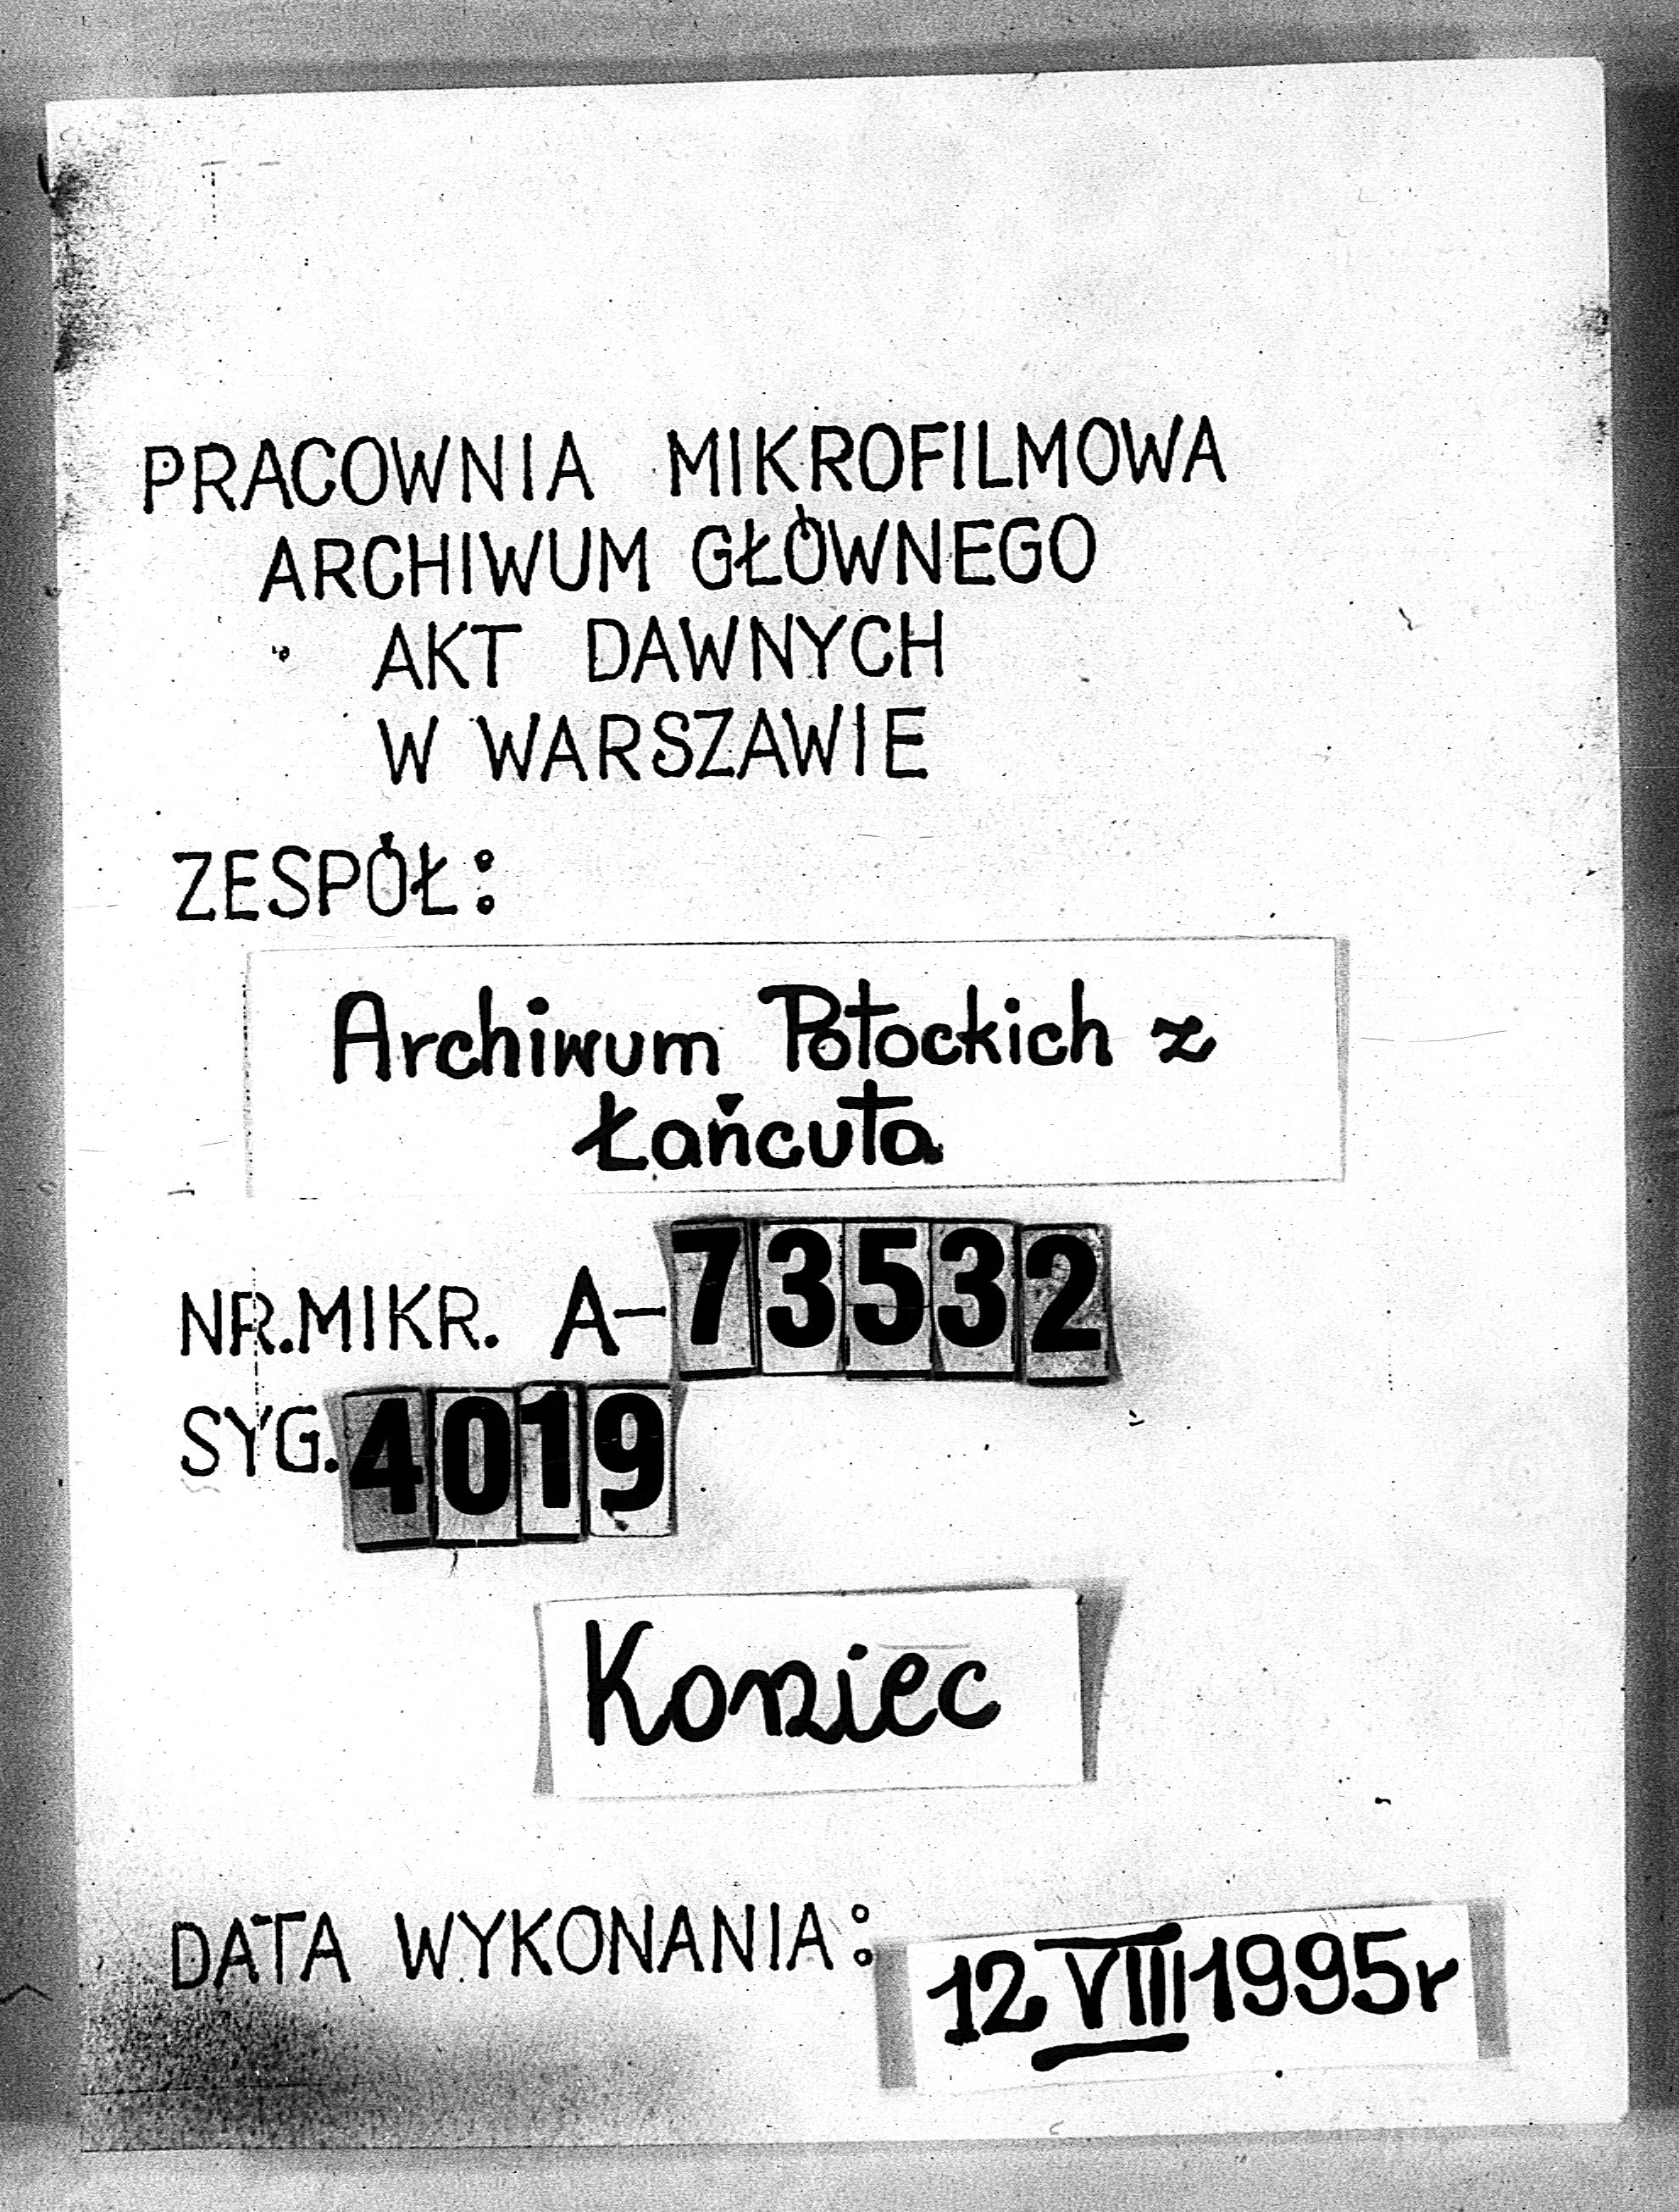 PRACOWNIA MIKROFILMOWA
ARCHIWUM GŁÓWNEGO
AKT DAWNYCH
W WARSZAWIE
ZESPÓŁ:
Archiwum Potockich z
Łańcuta
NR.MIKR. A-73532
SYG. 4019
Koniec
DATA WYKONANIA: 12 VIII 1995r